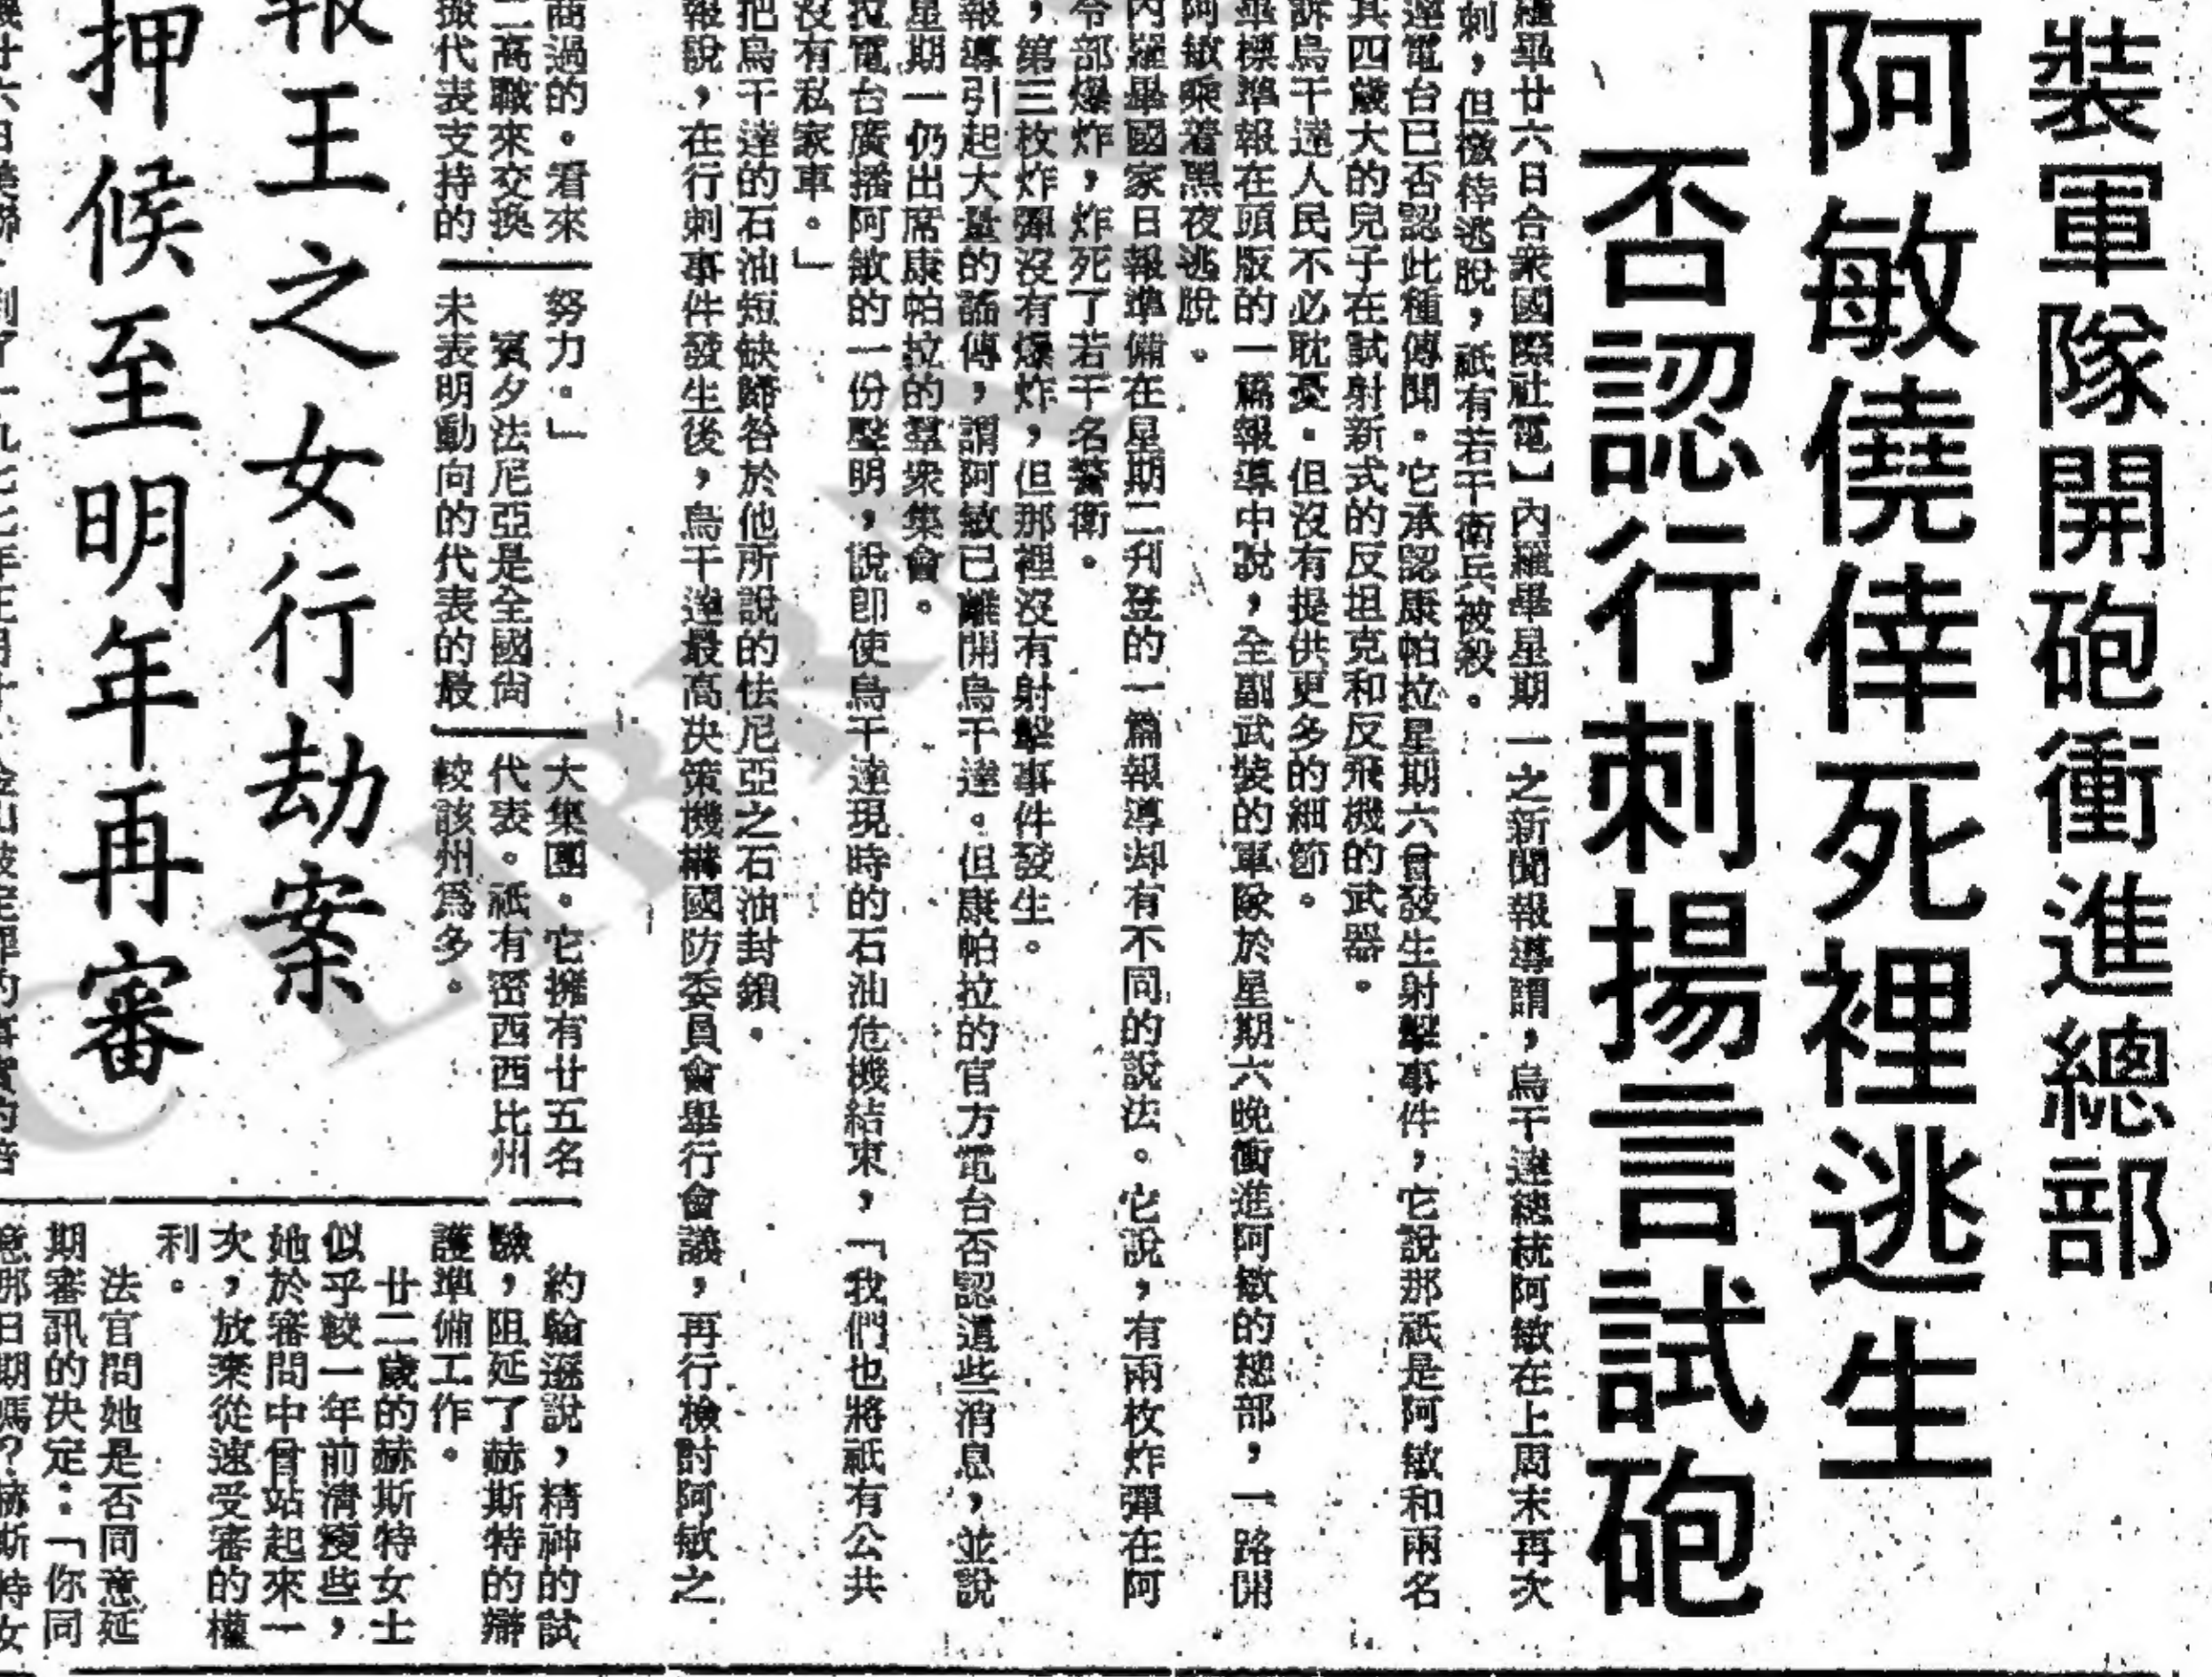 裝軍隊開砲衝進總部
阿敏僥倖死裡逃生
否認行刺揚言試砲
羅畢廿六日合衆國際社電】內羅畢星期一之新聞報導謂，烏干達總統阿敏在上周末再次
刺，但僥倖逃脫，祇有若干衛兵被殺。
達電台已否認此種傳聞。它承認康帕拉星期六曾發生射擊事件，它說那祇是阿敏和兩名
其四歲大的兒子在試射新式的反坦克和反飛機的武器。
訴烏干達人民不必耽憂。但沒有提供更多的細節。
畢標準報在頭版的一篇報導中說，全副武裝的軍隊於星期六晚衝進阿敏的總部，一路開
阿敏乘着黑夜逃脫。
內羅畢國家日報準備在星期二刊登的一篇報導却有不同的說法。它說，有兩枚炸彈在阿
令部爆炸，炸死了若干名警衛。
，第三枚炸彈沒有爆炸，但那裡沒有射擊事件發生。
報導引起大量的謠傳，謂阿敏已離開烏干達。但康帕拉的官方電台否認這些消息，並說
星期一仍出席康帕拉的羣衆集會。
拉電台廣播阿敏的一份聲明，說即使烏干達現時的石油危機結束，「我們也將祇有公共
沒有私家車。」
把烏干達的石油短缺歸咎於他所說的怯尼亞之石油封鎖。
報說，在行刺事件發生後，烏干達最高決策機構國防委員會舉行會議，再行檢討阿敏之
商過的。看來
二高職來交換
搬代表支持的
努力。」
賓夕法尼亞是全國尚
未表明動向的代表的最
大集團。它擁有廿五名
代表。祇有密西西比州
較該州爲多。
報王之女行劫案
押候至明年再審
約翰遜說，精神的試
驗，阻延了赫斯特的辯
護準備工作。
廿二歲的赫斯特女士
似乎較一年前清瘦些，
她於審問中曾站起來一
次，放棄從速受審的權
利。
法官問她是否同意延
期審訊的決定：「你同
意那日期嗎？赫斯特女